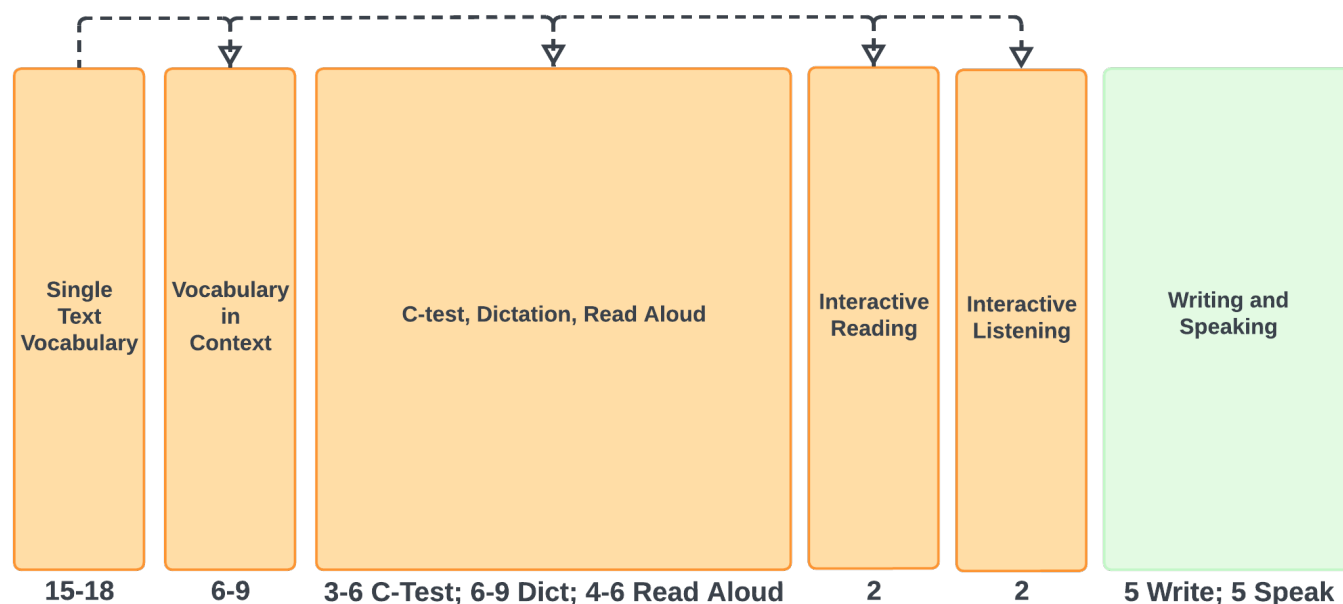 Single
Text
Vocabulary
Vocabulary
in
Context
C-test, Dictation, Read Aloud
Interactive
Reading
Interactive
Listening
Writing and
Speaking
15-18
6-9
3-6 C-Test; 6-9 Dict; 4-6 Read Aloud
2
2
5 Write; 5 Speak